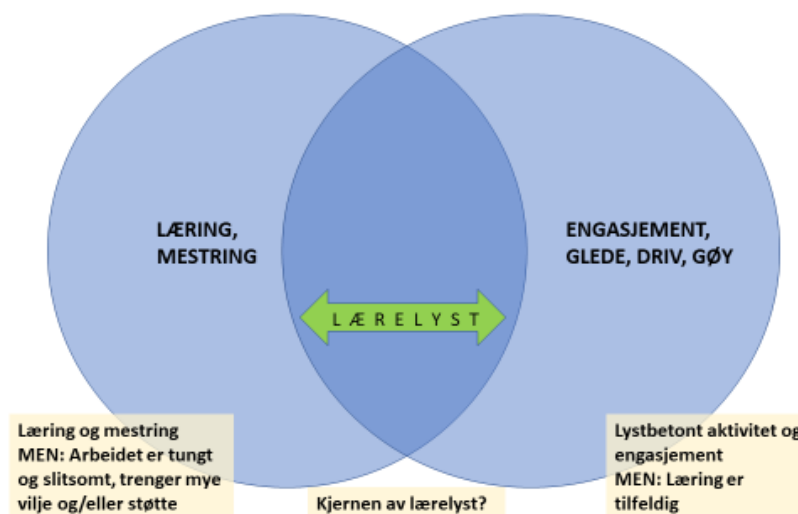 LÆRING,
MESTRING
ENGASJEMENT,
GLEDE, DRIV, GØY
LÆRELYST
Læring og mestring
MEN: Arbeidet er tungt
og slitsomt, trenger mye
vilje og/eller støtte
Kjernen av lærelyst?
Lystbetont aktivitet og
engasjement
MEN: Læring er
tilfeldig